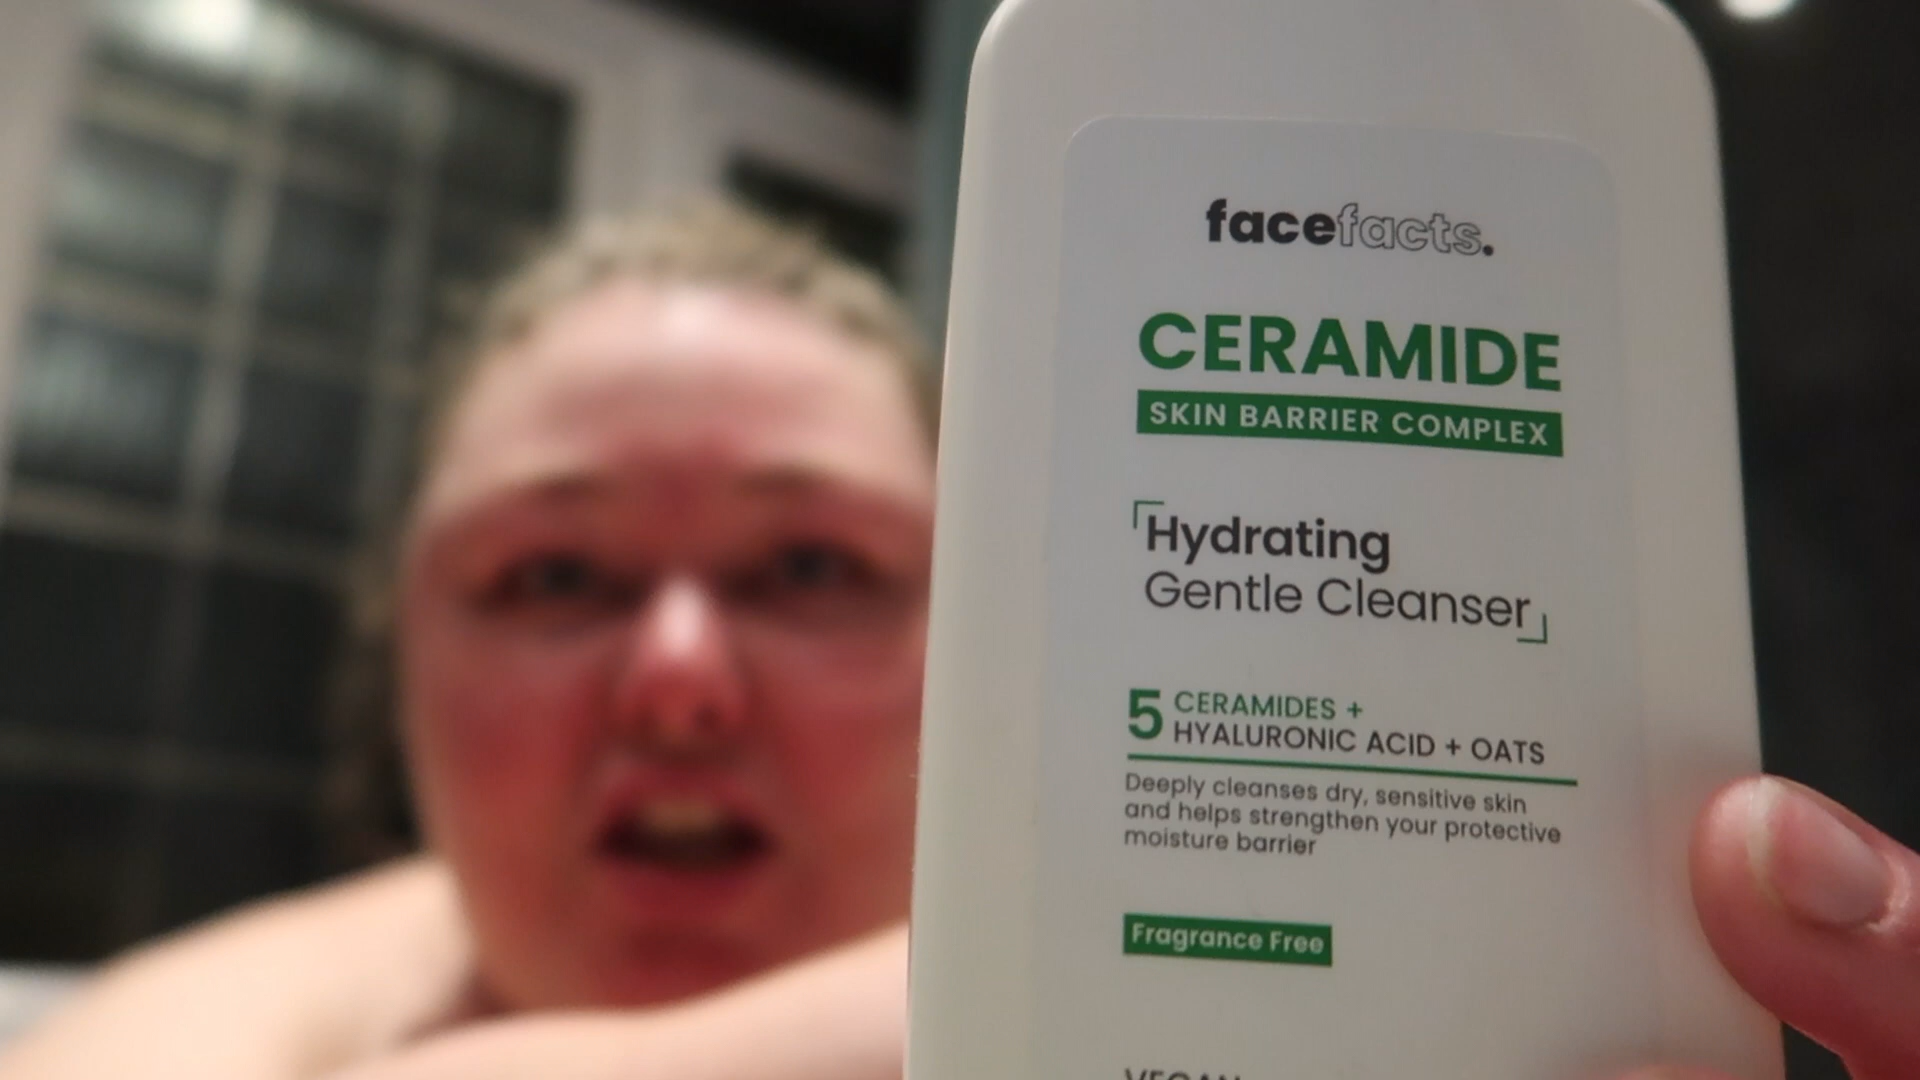 facefacts.
CERAMIDE
SKIN BARRIER COMPLEX
Hydrating
Gentle Cleanser
5 CERAMIDES +
HYALURONIC ACID + OATS
Deeply cleanses dry, sensitive skin
and helps strengthen your protective
moisture barrier
Fragrance Free
VEGAN